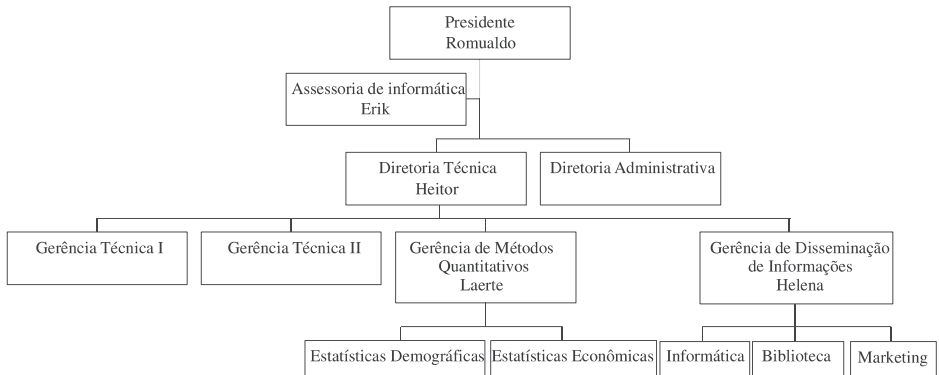 Presidente
Romualdo
Assessoria de informática
Erik
Diretoria Técnica
Heitor
Diretoria Administrativa
Gerência Técnica I
Gerência Técnica II
Gerência de Métodos
Quantitativos
Laerte
Gerência de Disseminação
de Informações
Helena
Estatísticas Demográficas
Estatísticas Econômicas
Informática
Biblioteca
Marketing